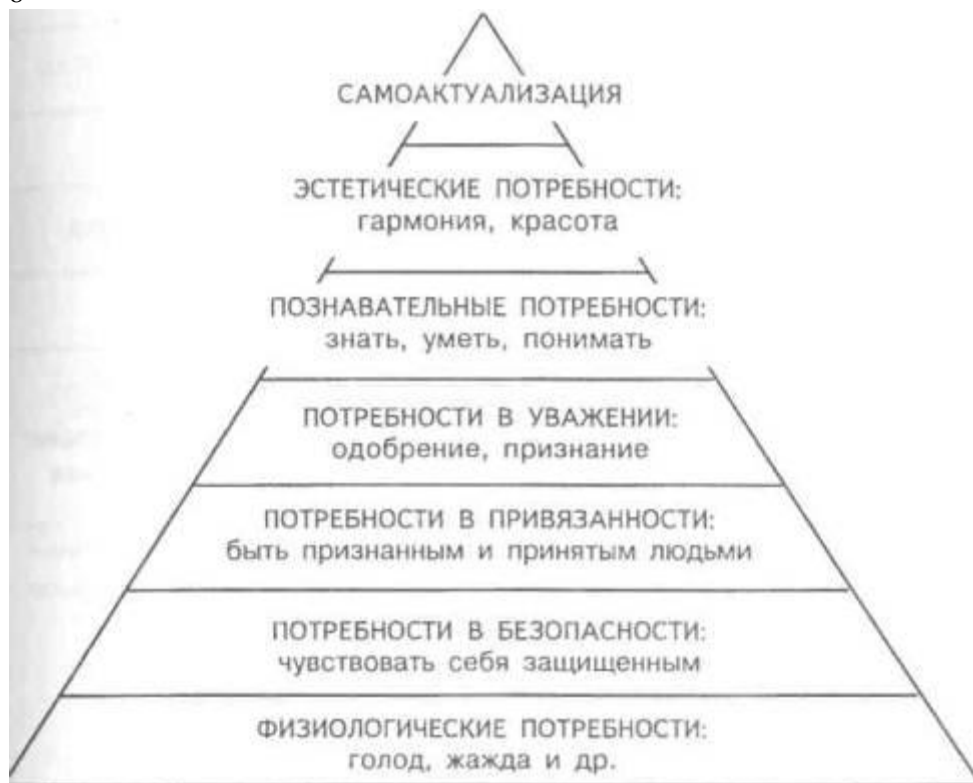 САМОАКТУАЛИЗАЦИЯ
ЭСТЕТИЧЕСКИЕ ПОТРЕБНОСТИ:
гармония, красота
ПОЗНАВАТЕЛЬНЫЕ ПОТРЕБНОСТИ:
знать, уметь, понимать
ПОТРЕБНОСТИ В УВАЖЕНИИ:
одобрение, признание
ПОТРЕБНОСТИ В ПРИВЯЗАННОСТИ:
быть признанным и принятым людьми
ПОТРЕБНОСТИ В БЕЗОПАСНОСТИ:
чувствовать себя защищенным
ФИЗИОЛОГИЧЕСКИЕ ПОТРЕБНОСТИ:
голод, жажда и др.